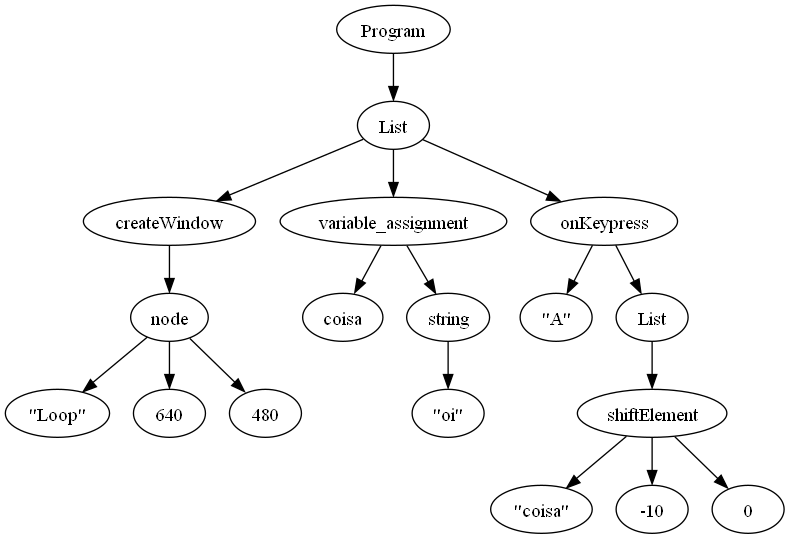 Program
List
createWindow
variable_assignment
onKeypress
node
coisa
string
"A"
List
"Loop"
640
480
"oi"
shiftElement
"coisa"
-10
0